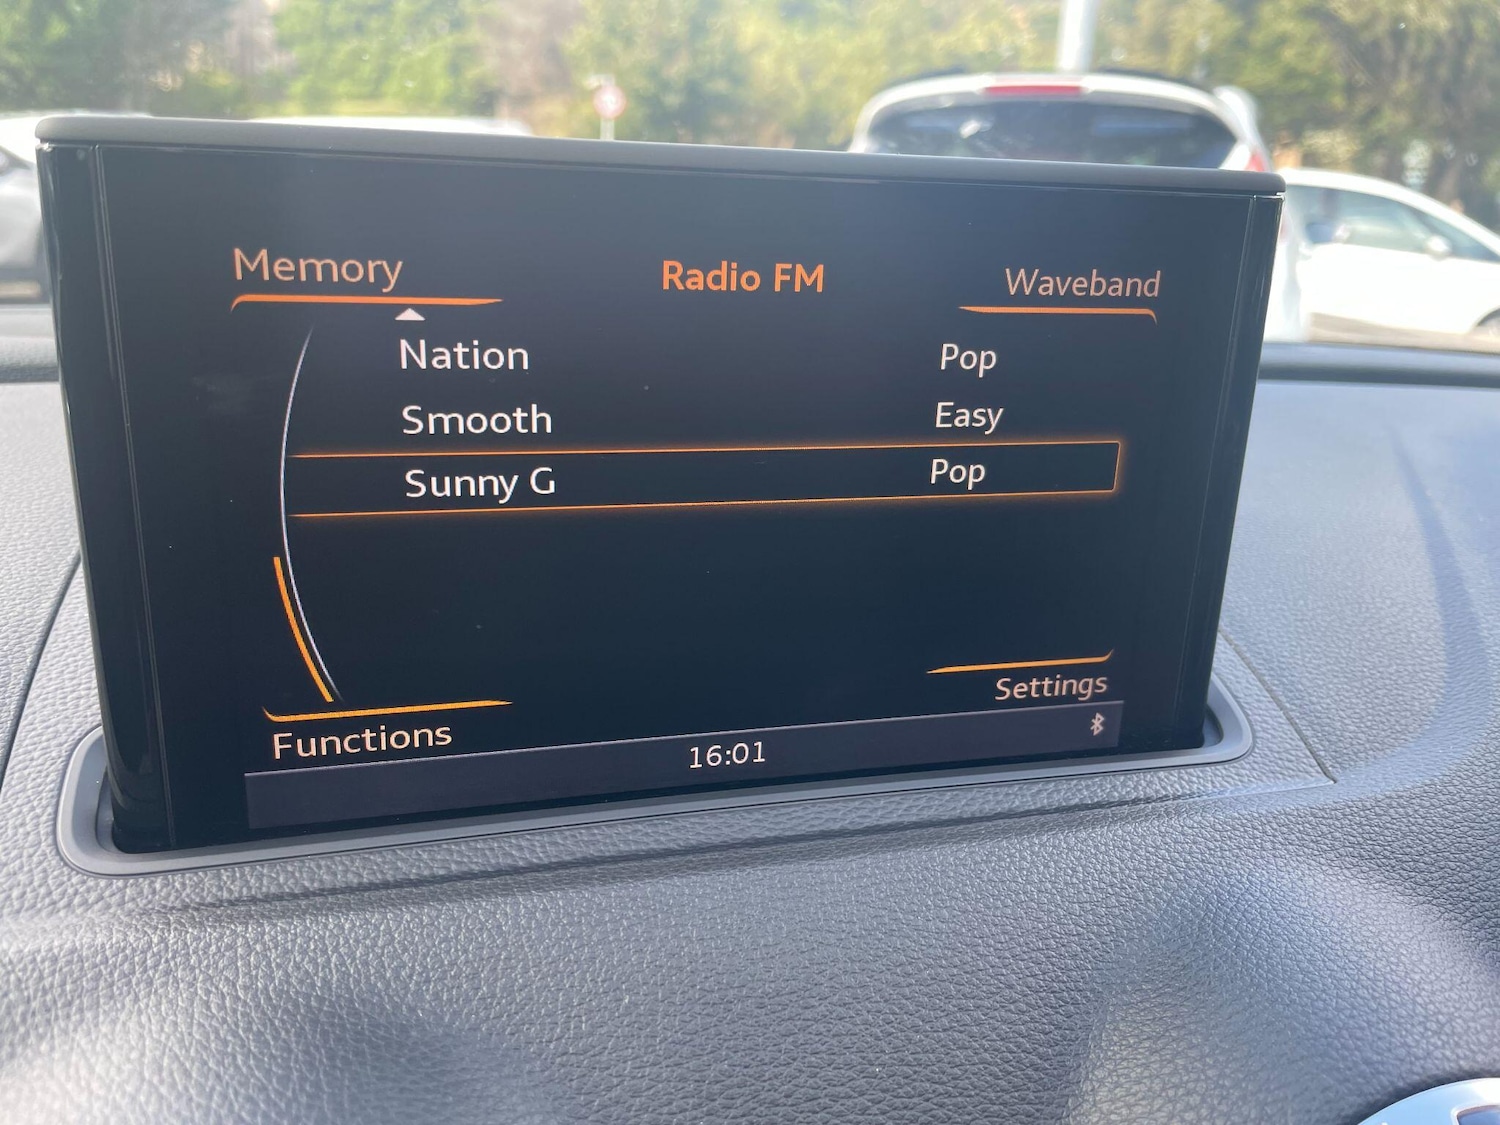 Memory Radio FM Waveband
Nation Pop
Smooth Easy
Sunny G Pop
Settings
Functions
16:01